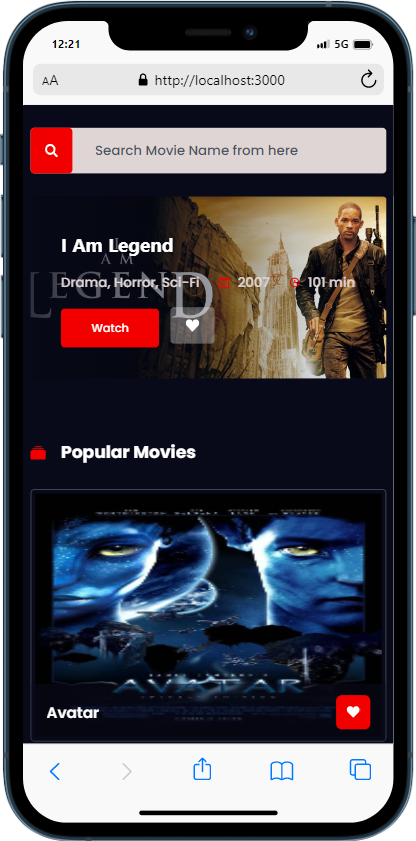 12:21
5G
AA
http://localhost:3000
Search Movie Name from here
I Am Legend
I AM
LEGEND
Drama, Horror, Sci-Fi 2007 101 min
Watch
Popular Movies
AVATAR
Avatar